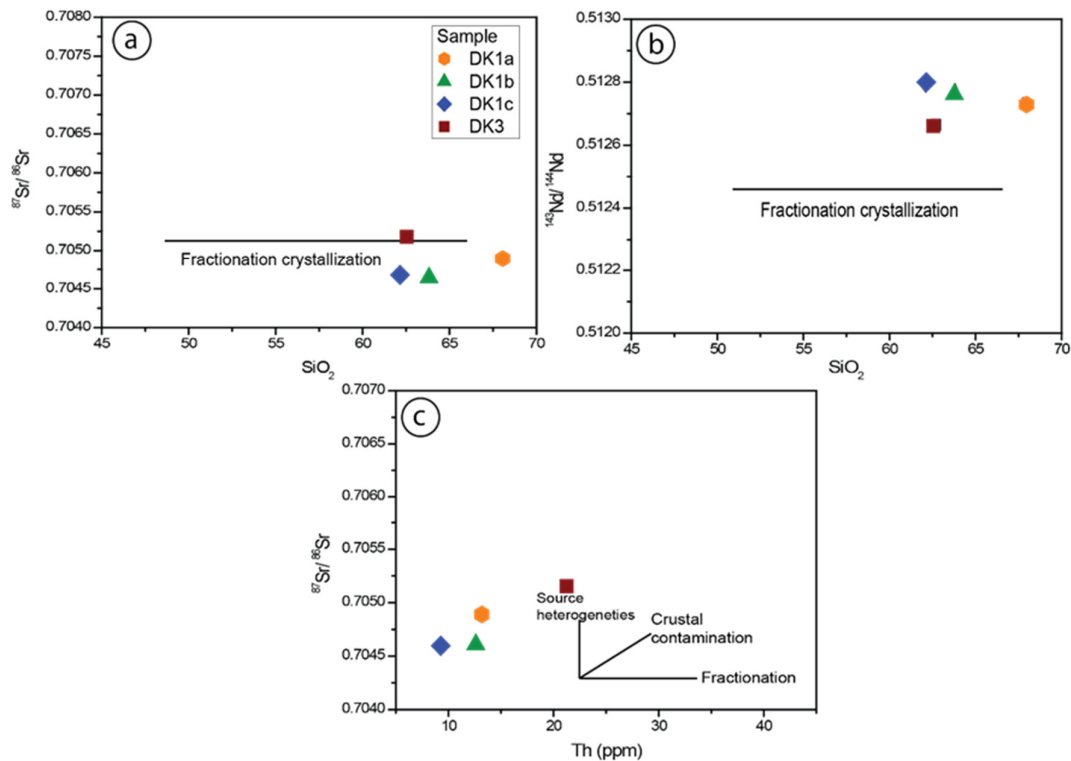 a
0.7080
0.7075
0.7070
0.7065
0.7060
0.7055
0.7050
0.7045
0.7040
87Sr/86Sr
Sample
DK1a
DK1b
DK1c
DK3
Fractionation crystallization
45 50 55 60 65 70
SiO2
b
0.5130
0.5128
0.5126
0.5124
0.5122
0.5120
143Nd/144Nd
Fractionation crystallization
45 50 55 60 65 70
SiO2
c
0.7070
0.7065
0.7060
0.7055
0.7050
0.7045
0.7040
87Sr/86Sr
Source
heterogeneties
Crustal
contamination
Fractionation
10 20 30 40
Th (ppm)